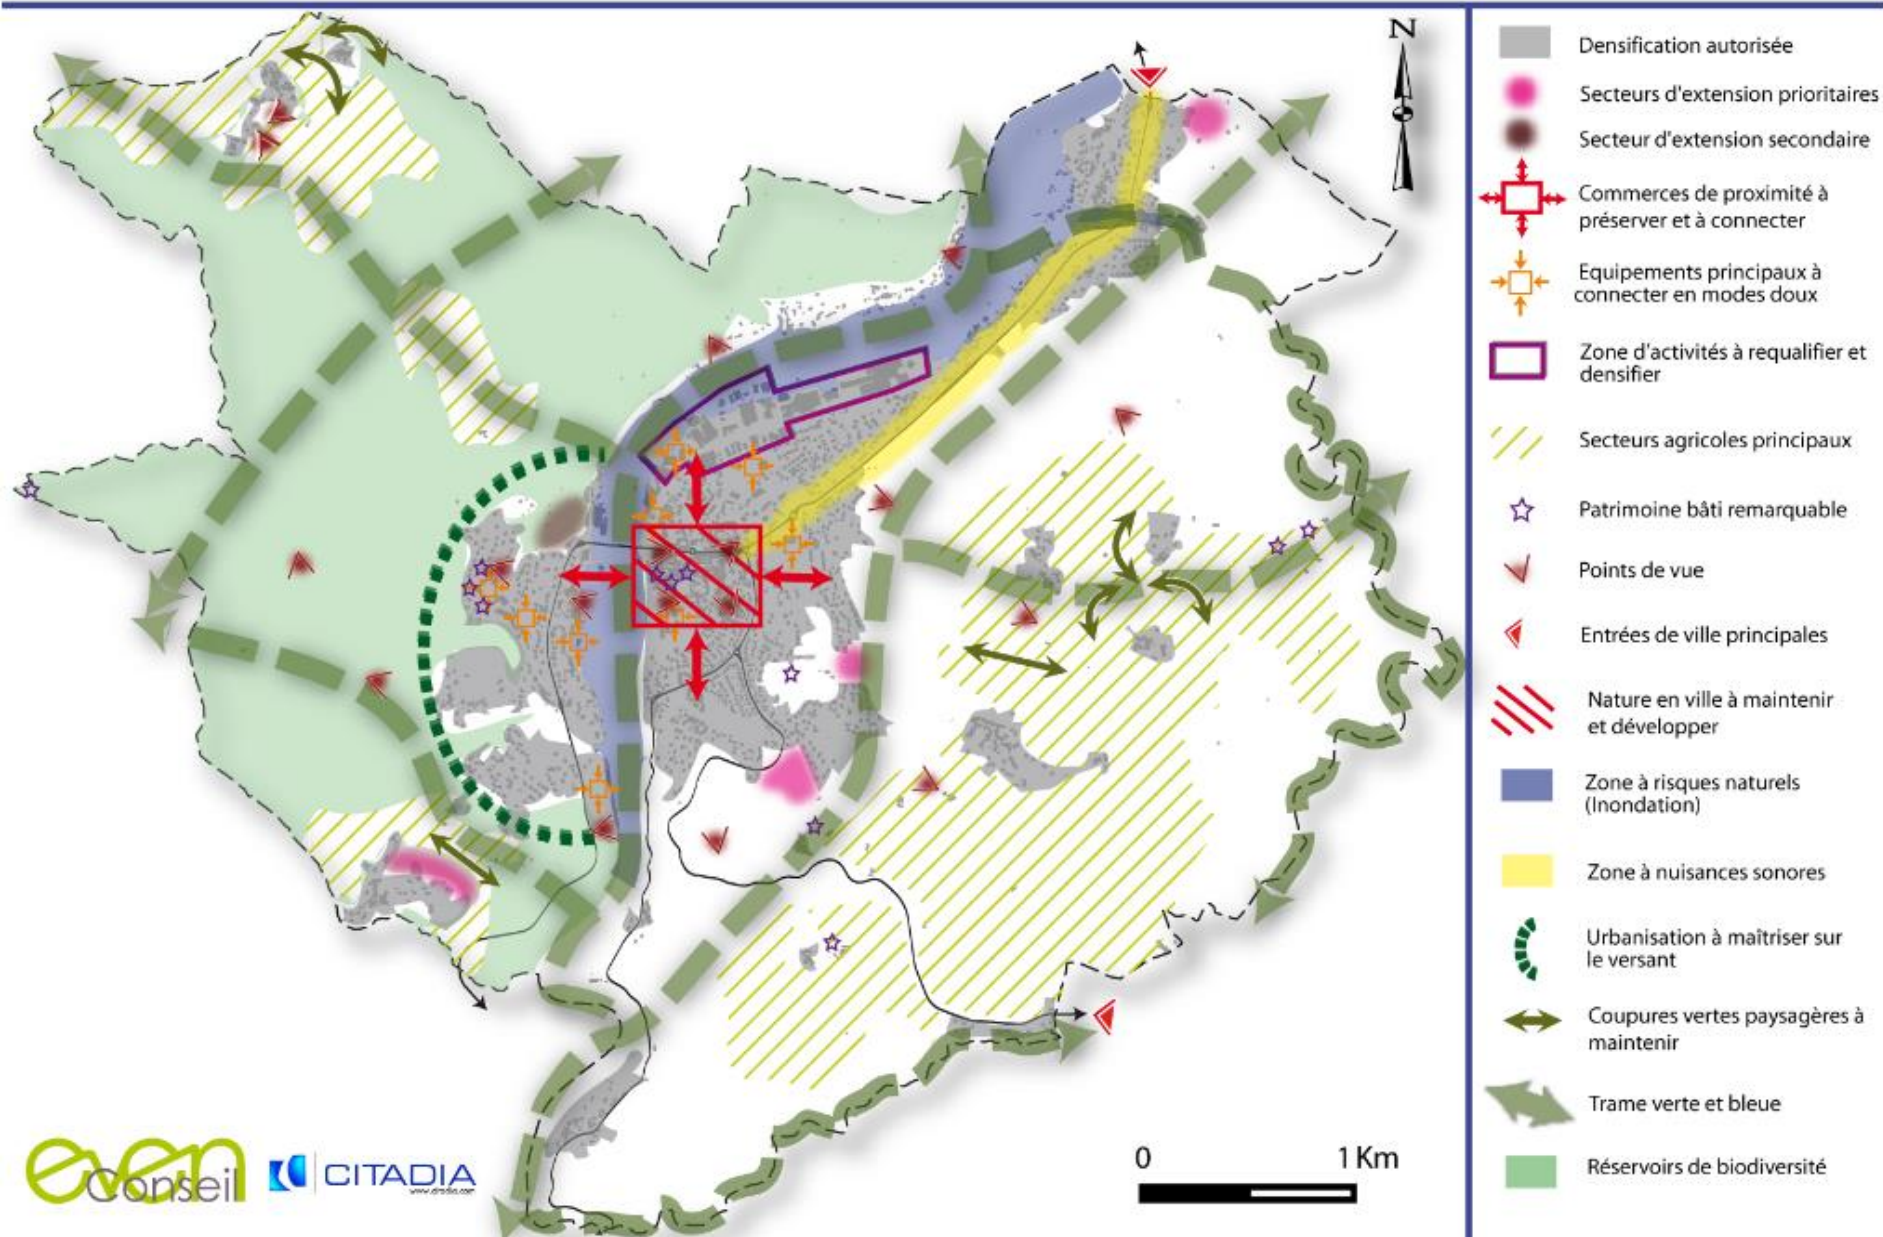 N
Densification autorisée
Secteurs d'extension prioritaires
Secteur d'extension secondaire
Commerces de proximité à
préserver et à connecter
Equipements principaux à
connecter en modes doux
Zone d'activités à requalifier et
densifier
Secteurs agricoles principaux
Patrimoine bâti remarquable
Points de vue
Entrées de ville principales
Nature en ville à maintenir
et développer
Zone à risques naturels
(Inondation)
Zone à nuisances sonores
Urbanisation à maîtriser sur
le versant
Coupures vertes paysagères à
maintenir
Trame verte et bleue
Réservoirs de biodiversité
0 1 Km
even
Conseil
CITADIA
www.citadia.com